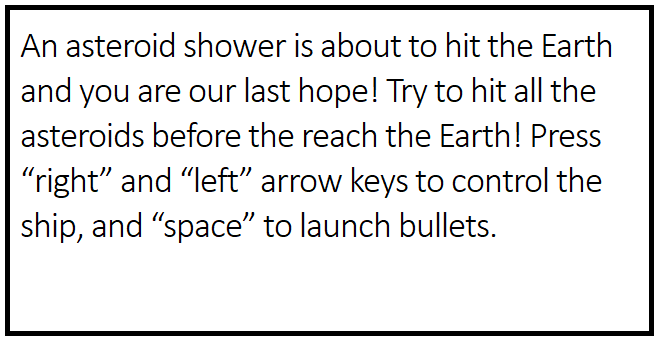 An asteroid shower is about to hit the Earth
and you are our last hope! Try to hit all the
asteroids before the reach the Earth! Press
“right” and “left” arrow keys to control the
ship, and “space” to launch bullets.